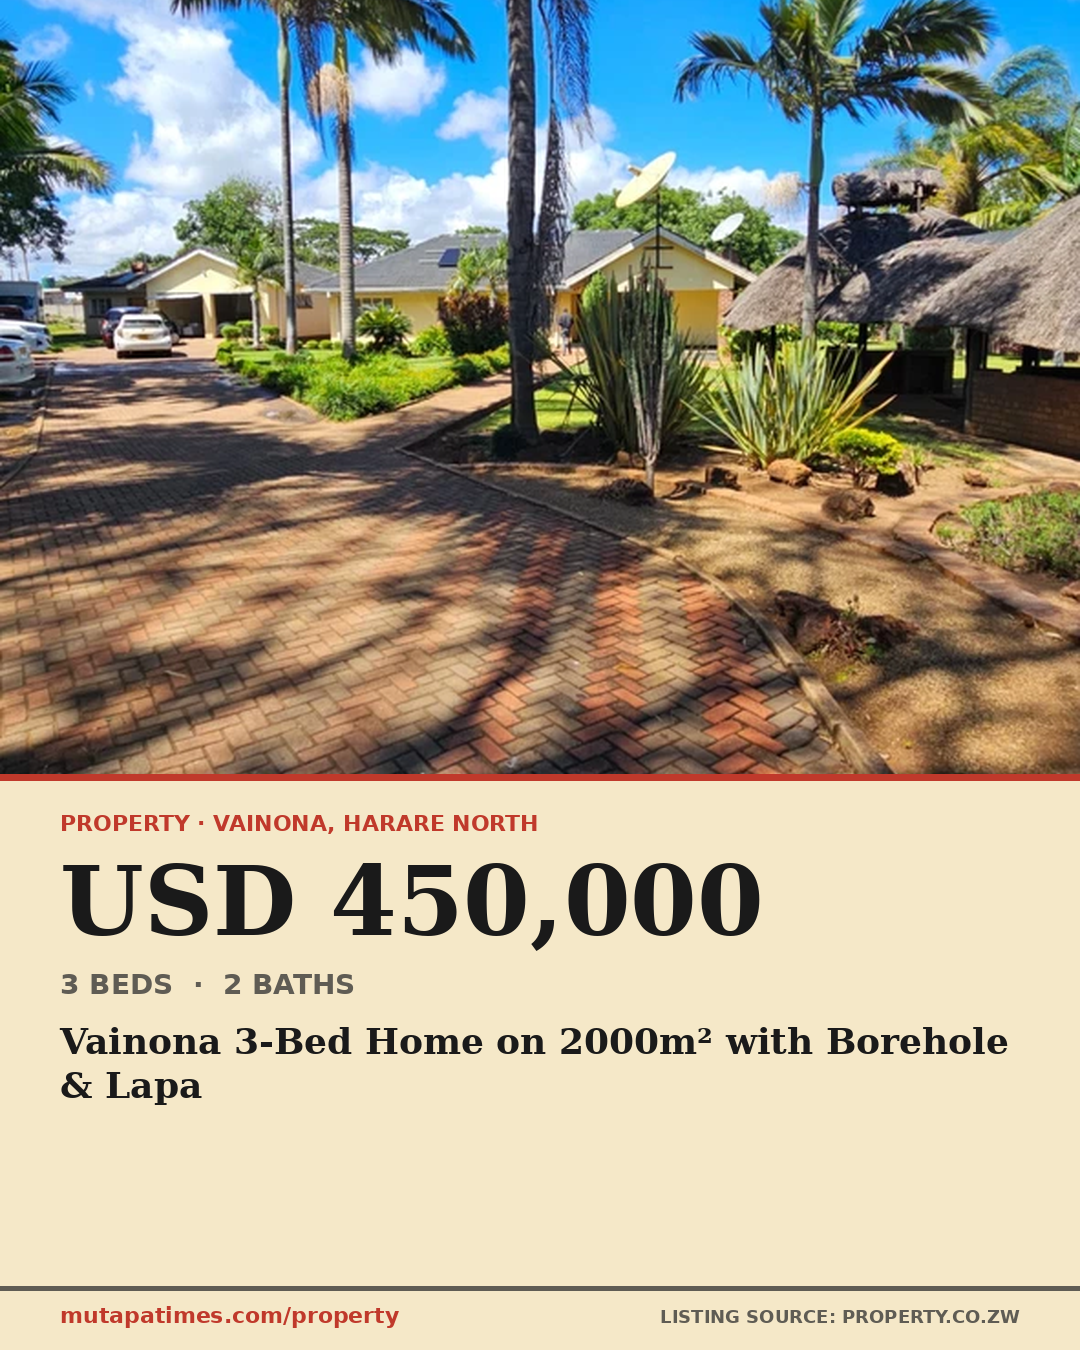 PROPERTY · VAINONA, HARARE NORTH
USD 450,000
3 BEDS · 2 BATHS
Vainona 3-Bed Home on 2000m² with Borehole
& Lapa
mutapatimes.com/property
LISTING SOURCE: PROPERTY.CO.ZW